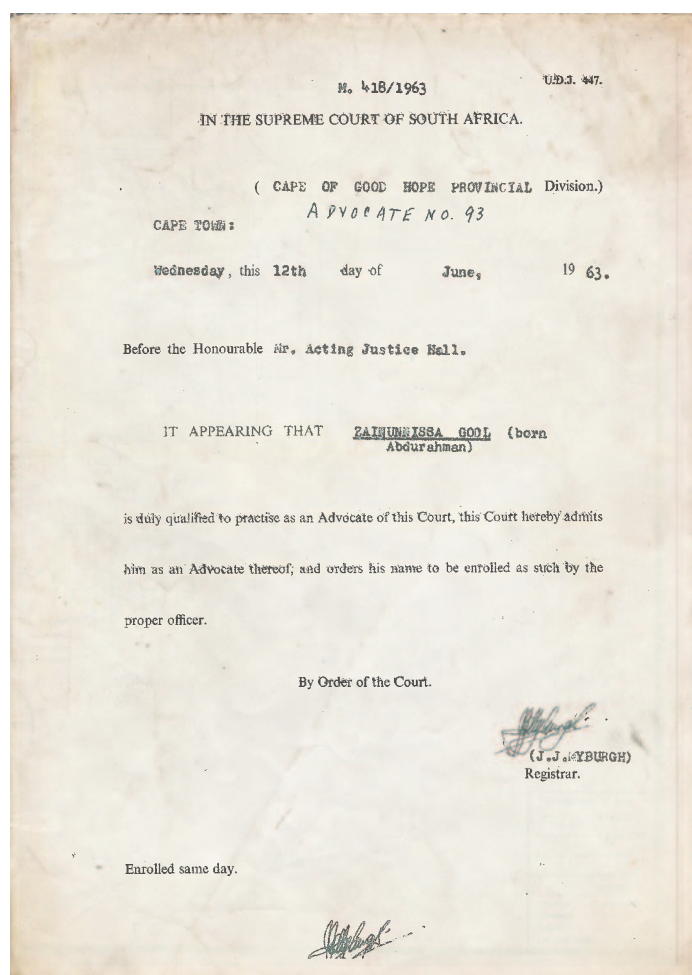 M. 418/1963
U.D.J. 447.
IN THE SUPREME COURT OF SOUTH AFRICA.
( CAPE OF GOOD HOPE PROVINCIAL Division.)
ADVOCATE NO. 93
CAPE TOWN:
Wednesday, this 12th day of June, 19 63.
Before the Honourable Mr. Acting Justice Hall.
IT APPEARING THAT ZAINUNNISSA GOOL (born
Abdurahman)
is duly qualified to practise as an Advocate of this Court, this Court hereby admits
him as an Advocate thereof, and orders his name to be enrolled as such by the
proper officer.
By Order of the Court.
(J.J.MYBURGH)
Registrar.
Enrolled same day.